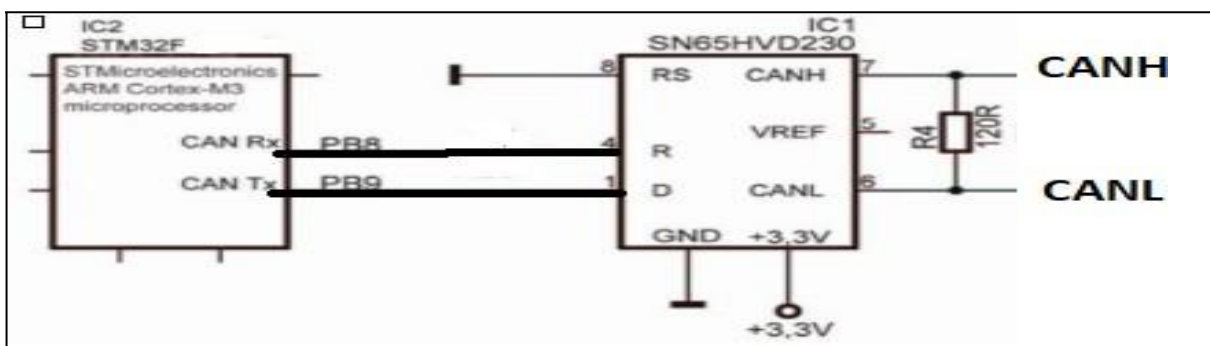 IC2
STM32F
STMicroelectronics
ARM Cortex-M3
microprocessor
CAN Rx
PB8
CAN Tx
PB9
IC1
SN65HVD230
8
RS
CANH
7
CANH
VREF
5
4
R
R4
120R
1
D
CANL
6
CANL
GND
+3,3V
+3,3V